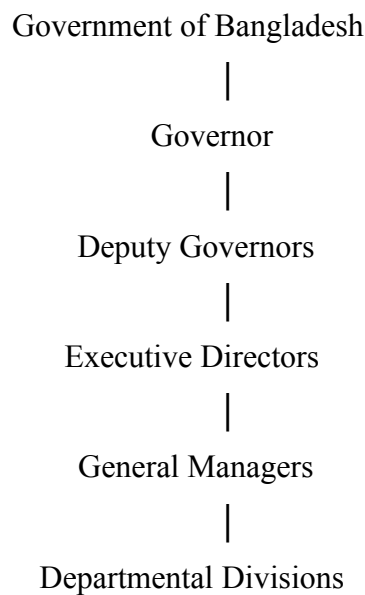 Government of Bangladesh
Governor
Deputy Governors
Executive Directors
General Managers
Departmental Divisions